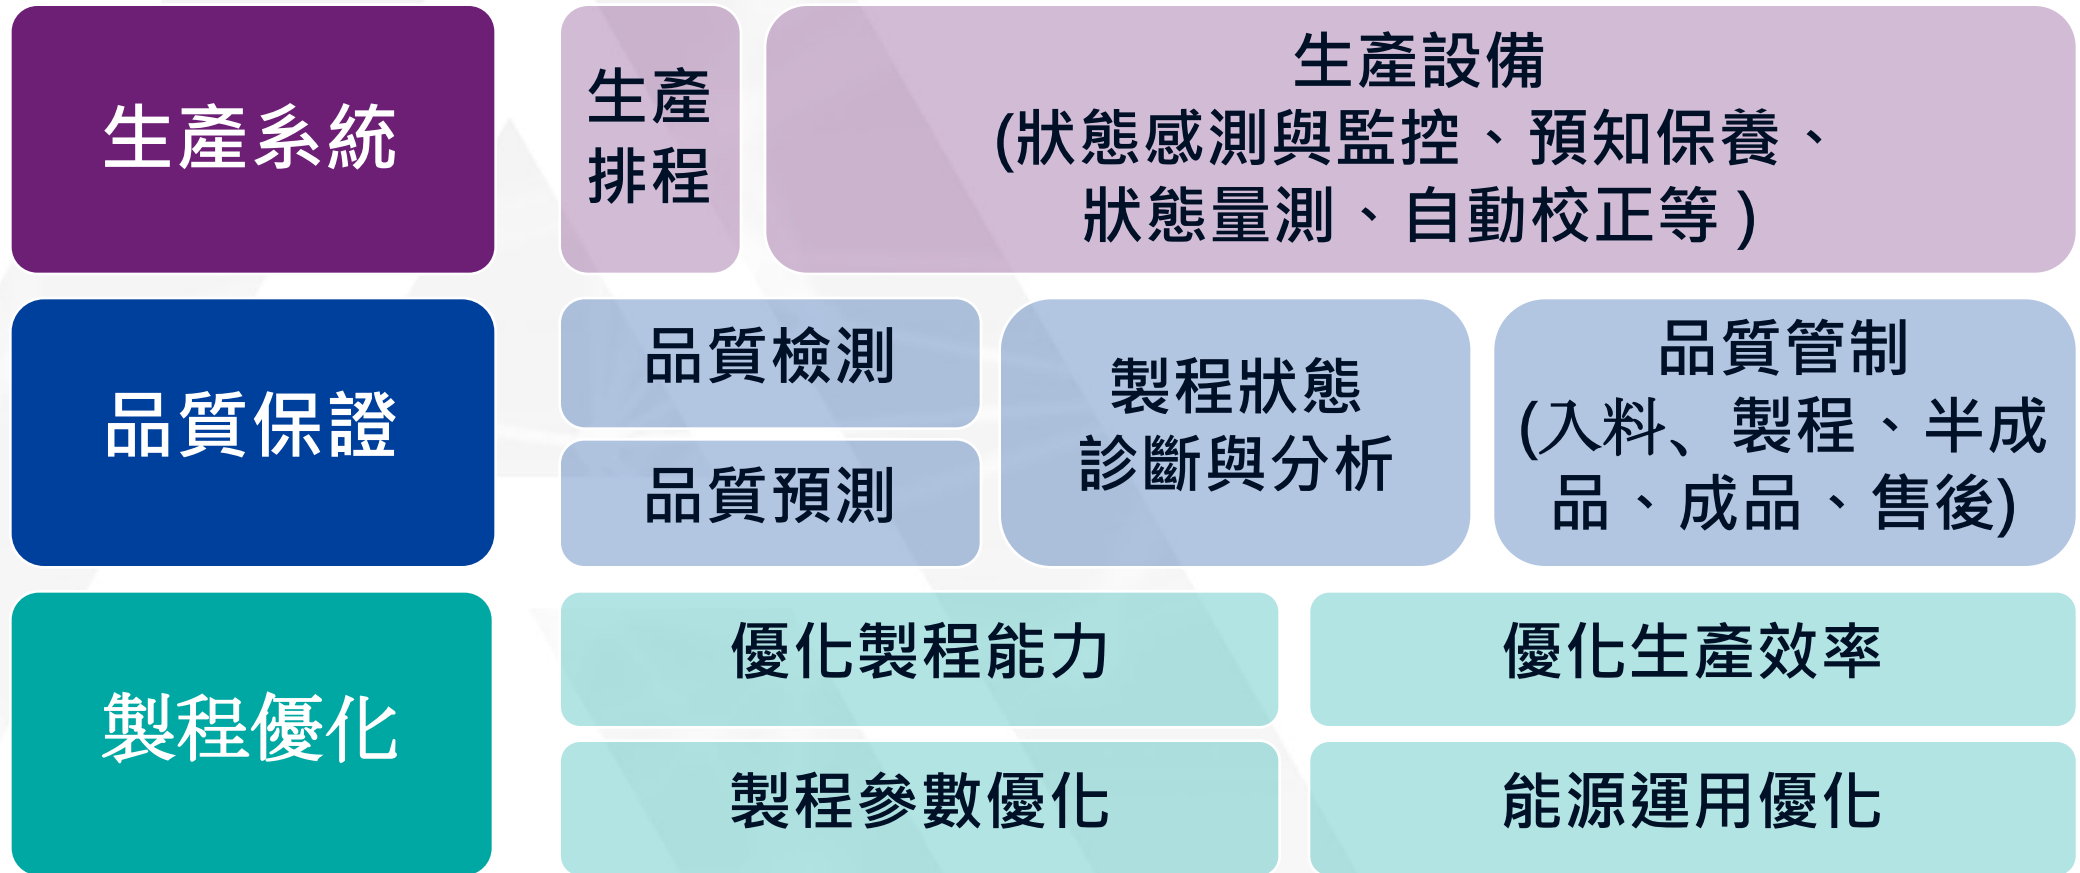 生產系統
生產
排程
生產設備
(狀態感測與監控、預知保養、
狀態量測、自動校正等)
品質保證
品質檢測
品質預測
製程狀態
診斷與分析
品質管制
(入料、製程、半成
品、成品、售後)
製程優化
優化製程能力
優化生產效率
製程參數優化
能源運用優化